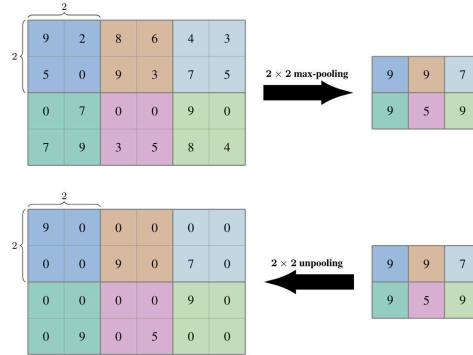 2
2
9 2 8 6 4 3
5 0 9 3 7 5
0 7 0 0 9 0
7 9 3 5 8 4
2 × 2 max-pooling
9 9 7
9 5 9
2
2
9 0 0 0 0 0
0 0 9 0 7 0
0 0 0 0 9 0
0 9 0 5 0 0
2 × 2 unpooling
9 9 7
9 5 9